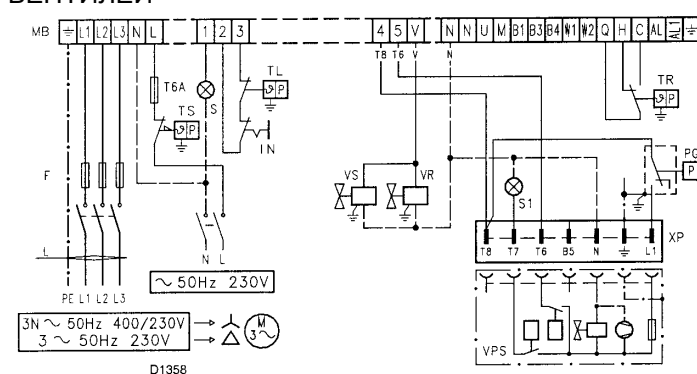 ВЕНТИЛЕЙ
MB L1 L2 L3 N L 1 2 3 4 5 V N N U M B1 B3 B4 W1 W2 Q H C AL AL1
T8 T6 V N
TL
T6A S ϑ P
TS
ϑ P
IN
TR
ϑ P
PG
P
F
VS VR
S1
XP
T8 T7 T6 B5 N L1
L
N L
∼ 50Hz 230V
PE L1 L2 L3
VPS
3N ∼ 50Hz 400/230V
3 ∼ 50Hz 230V
M
3∼
D1358